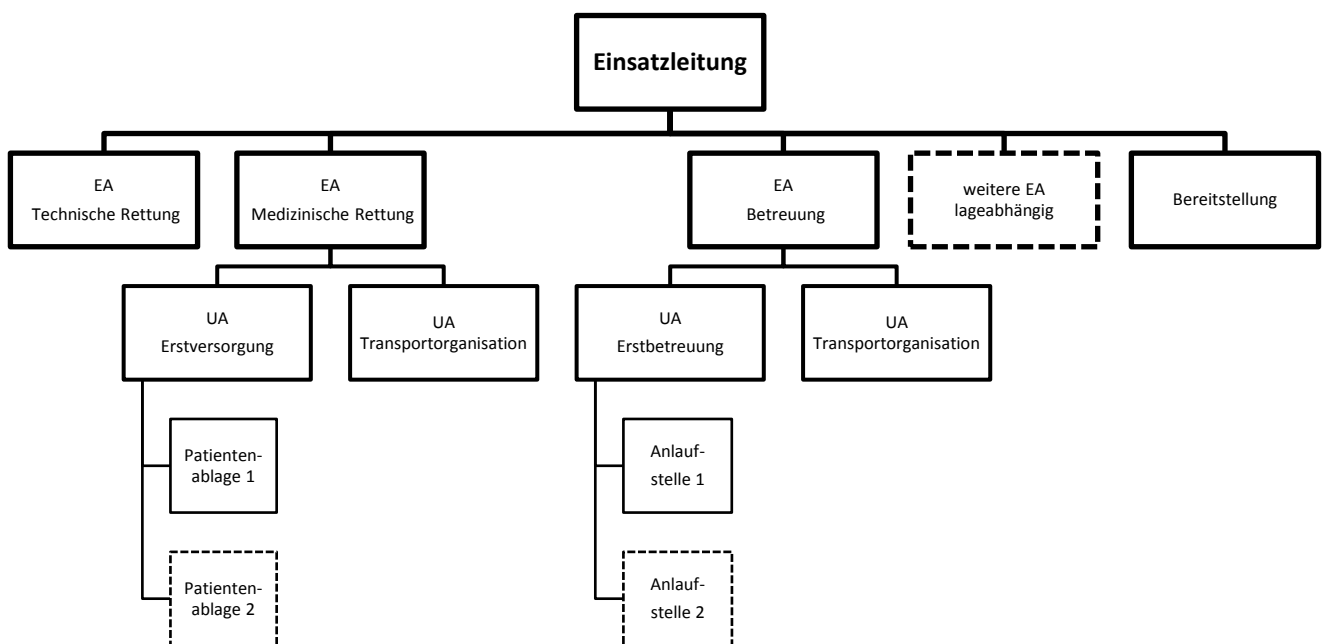 Einsatzleitung
EA
Technische Rettung
EA
Medizinische Rettung
EA
Betreuung
weitere EA
lageabhängig
Bereitstellung
UA
Erstversorgung
UA
Transportorganisation
UA
Erstbetreuung
UA
Transportorganisation
Patienten-
ablage 1
Anlauf-
stelle 1
Patienten-
ablage 2
Anlauf-
stelle 2